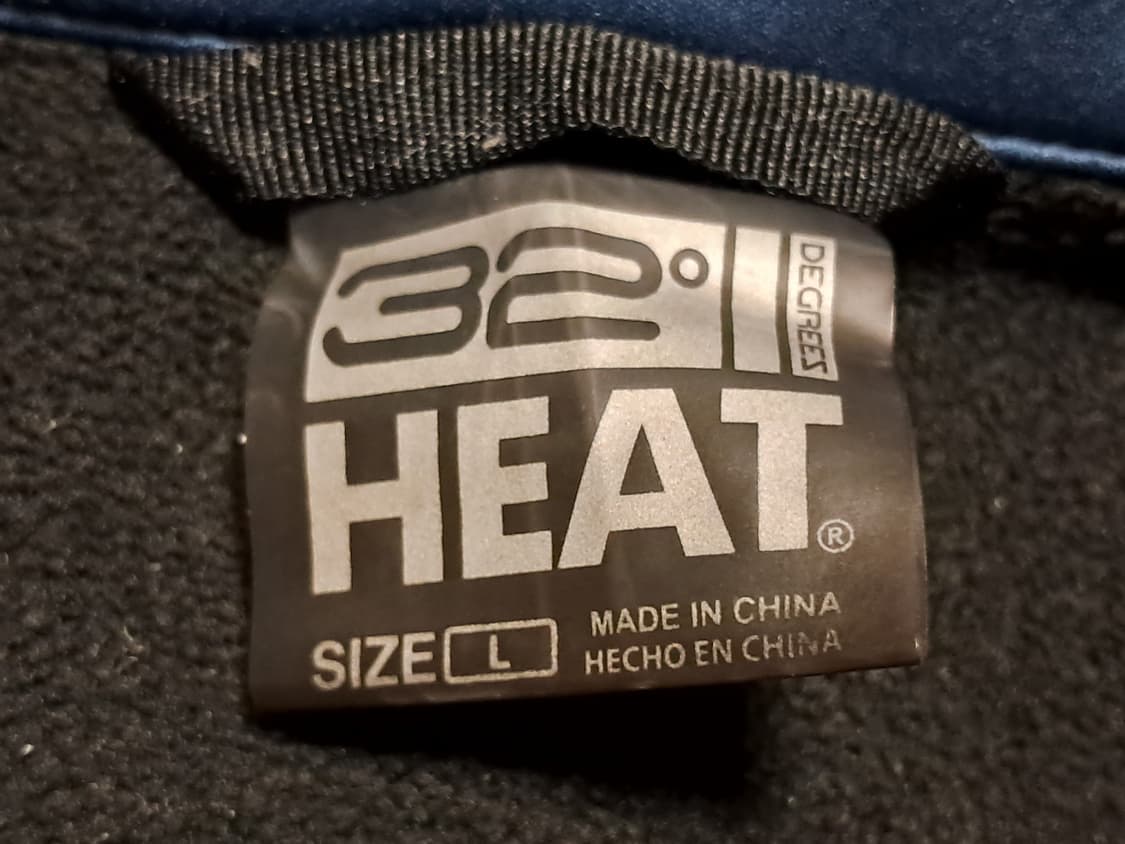 32° DEGREES
HEAT®
SIZE L
MADE IN CHINA
HECHO EN CHINA